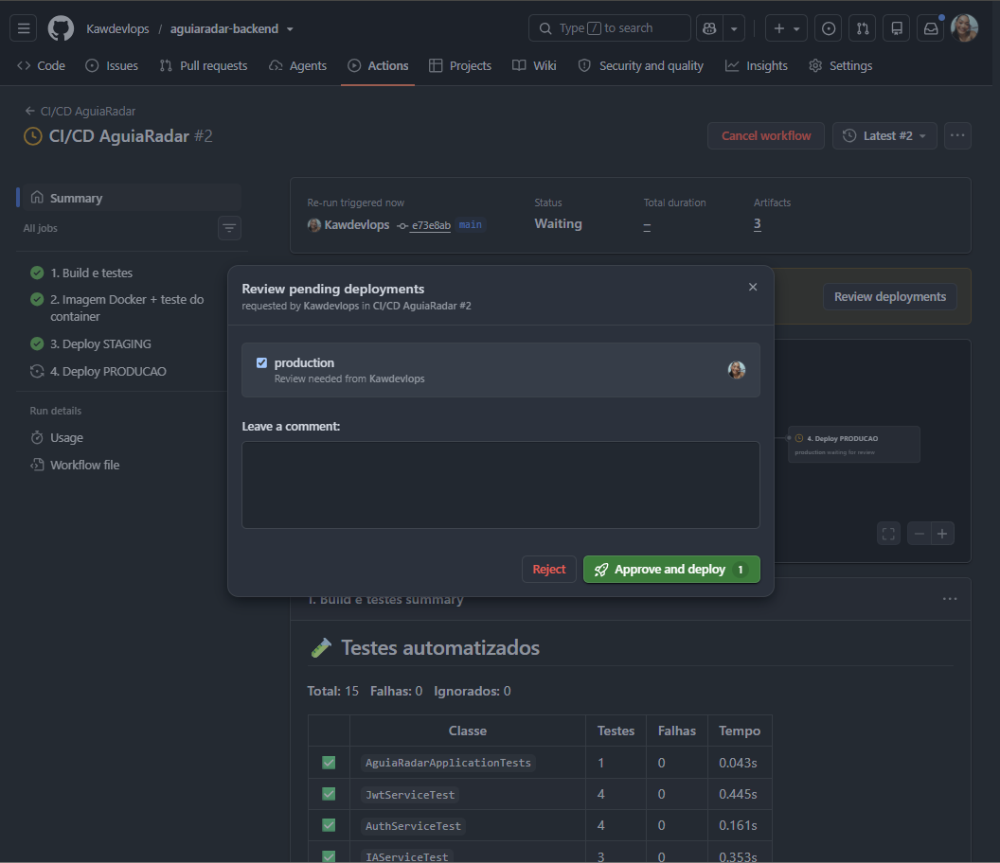 Kawdevlops / aguiaradar-backend
Type / to search
Code
Issues
Pull requests
Agents
Actions
Projects
Wiki
Security and quality
Insights
Settings
CI/CD AguiaRadar
CI/CD AguiaRadar #2
Cancel workflow
Latest #2
Summary
All jobs
1. Build e testes
2. Imagem Docker + teste do
container
3. Deploy STAGING
4. Deploy PRODUCAO
Run details
Usage
Workflow file
Re-run triggered now
Kawdevlops e73e8ab main
Status
Waiting
Total duration
–
Artifacts
3
Review deployments
Review pending deployments
requested by Kawdevlops in CI/CD AguiaRadar #2
production
Review needed from Kawdevlops
Leave a comment:
Reject
Approve and deploy 1
4. Deploy PRODUCAO
production waiting for review
1. Build e testes summary
Testes automatizados
Total: 15 Falhas: 0 Ignorados: 0
Classe Testes Falhas Tempo
AguiaRadarApplicationTests 1 0 0.043s
JwtServiceTest 4 0 0.445s
AuthServiceTest 4 0 0.161s
IAServiceTest 3 0 0.353s